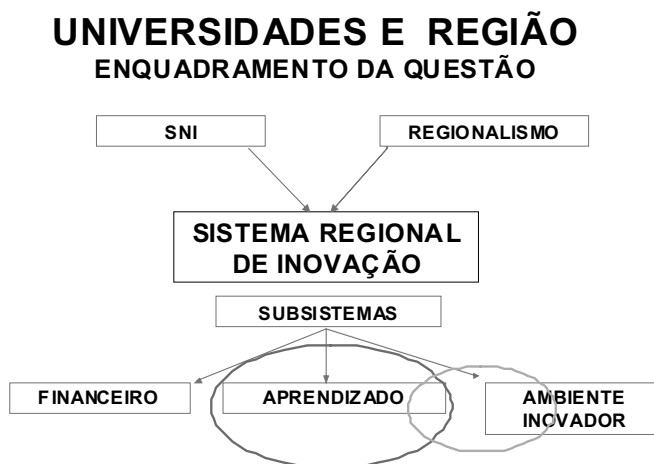 UNIVERSIDADES E REGIÃO
ENQUADRAMENTO DA QUESTÃO
SNI
REGIONALISMO
SISTEMA REGIONAL
DE INOVAÇÃO
SUBSISTEMAS
FINANCEIRO
APRENDIZADO
AMBIENTE
INOVADOR